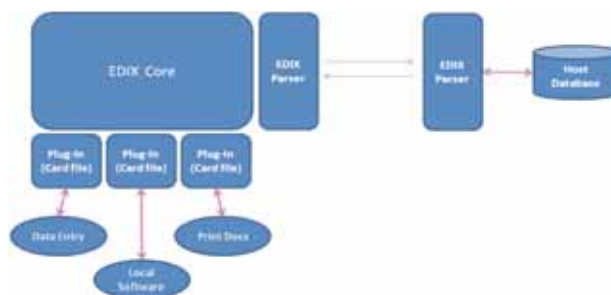 EDIX Core
EDIX
Parser
EDIX
Parser
Host
Database
Plug-In
(Card file)
Plug-In
(Card file)
Plug-In
(Card file)
Data Entry
Local
Software
Print Docs